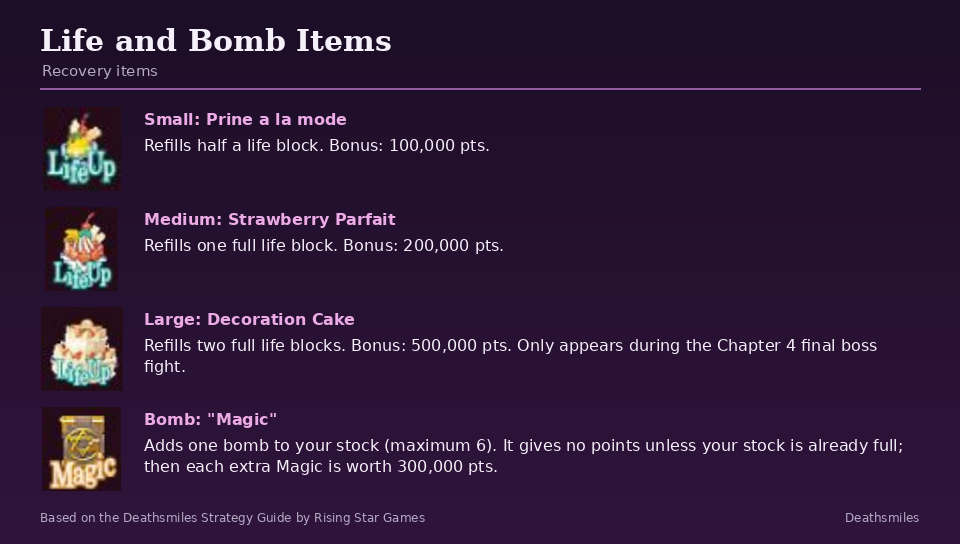 Life and Bomb Items
Recovery items
LifeUp
Small: Prine a la mode
Refills half a life block. Bonus: 100,000 pts.
LifeUp
Medium: Strawberry Parfait
Refills one full life block. Bonus: 200,000 pts.
LifeUp
Large: Decoration Cake
Refills two full life blocks. Bonus: 500,000 pts. Only appears during the Chapter 4 final boss
fight.
Magic
Bomb: "Magic"
Adds one bomb to your stock (maximum 6). It gives no points unless your stock is already full;
then each extra Magic is worth 300,000 pts.
Based on the Deathsmiles Strategy Guide by Rising Star Games
Deathsmiles